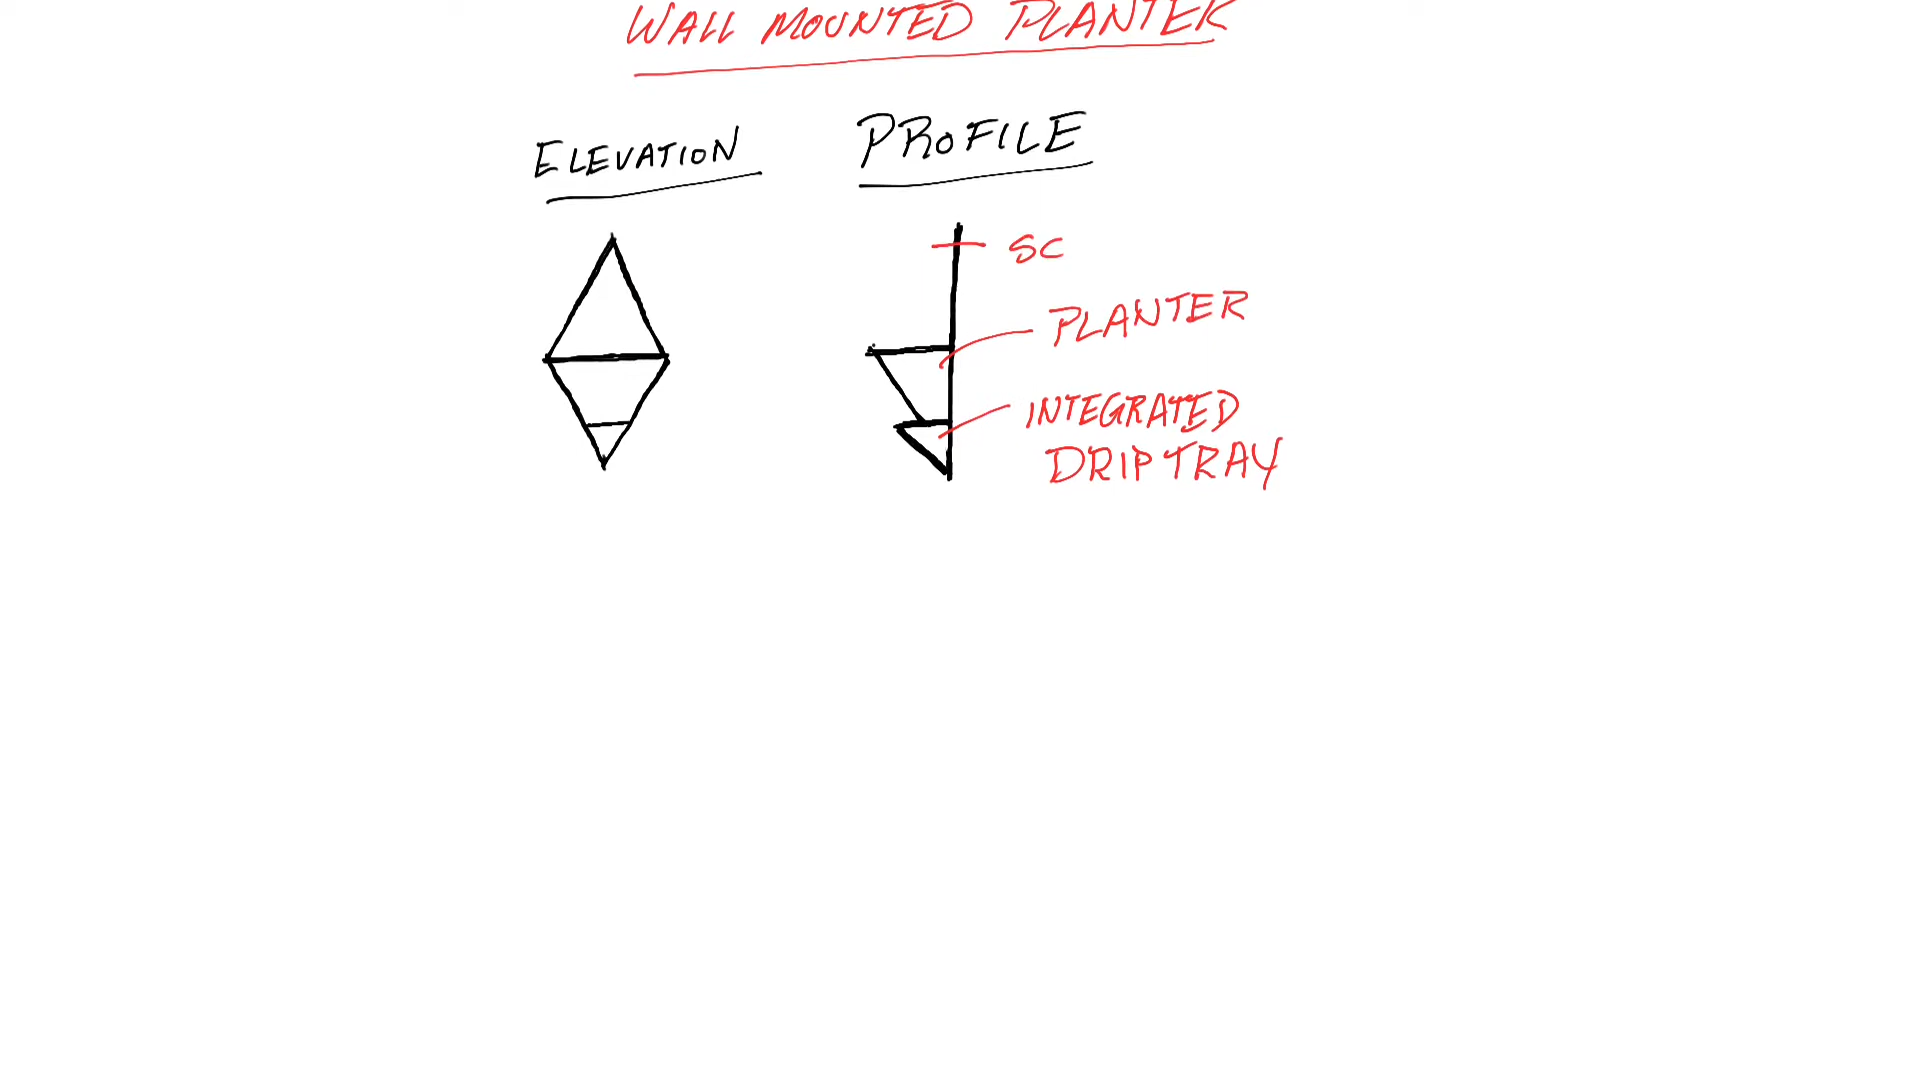 WALL MOUNTED PLANTER
ELEVATION
PROFILE
SC
PLANTER
INTEGRATED
DRIP TRAY